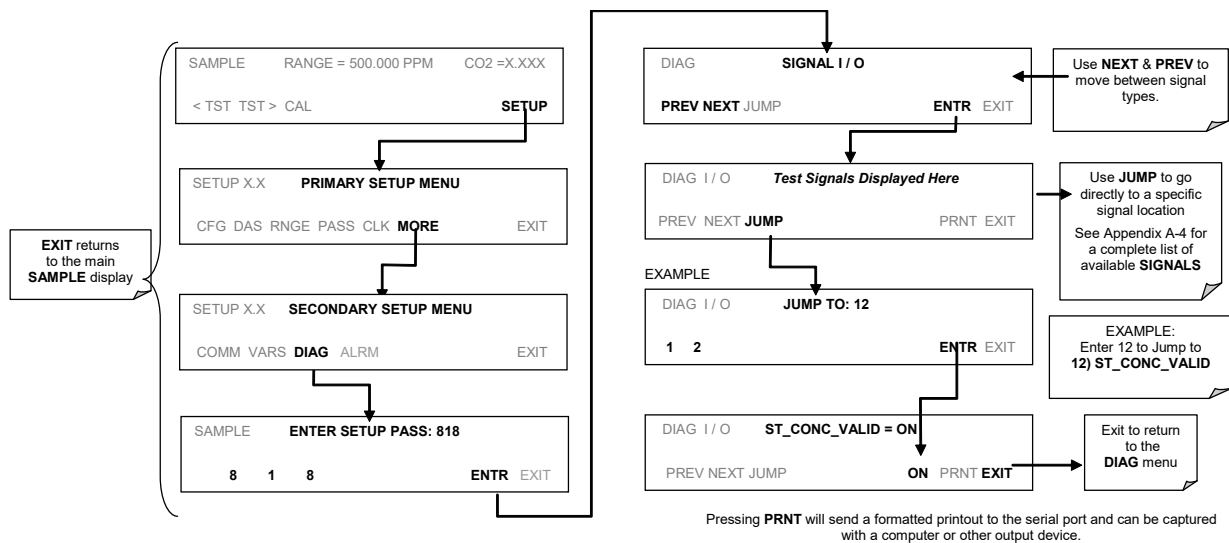 SAMPLE RANGE = 500.000 PPM CO2 =X.XXX
< TST TST > CAL SETUP
SETUP X.X PRIMARY SETUP MENU
CFG DAS RNGE PASS CLK MORE EXIT
EXIT returns
to the main
SAMPLE display
SETUP X.X SECONDARY SETUP MENU
COMM VARS DIAG ALRM EXIT
SAMPLE ENTER SETUP PASS: 818
8 1 8 ENTR EXIT
DIAG SIGNAL I / O
PREV NEXT JUMP ENTR EXIT
Use NEXT & PREV to
move between signal
types.
DIAG I / O Test Signals Displayed Here
PREV NEXT JUMP PRNT EXIT
Use JUMP to go
directly to a specific
signal location
See Appendix A-4 for
a complete list of
available SIGNALS
EXAMPLE
DIAG I / O JUMP TO: 12
1 2 ENTR EXIT
EXAMPLE:
Enter 12 to Jump to
12) ST_CONC_VALID
DIAG I / O ST_CONC_VALID = ON
PREV NEXT JUMP ON PRNT EXIT
Exit to return
to the
DIAG menu
Pressing PRNT will send a formatted printout to the serial port and can be captured
with a computer or other output device.